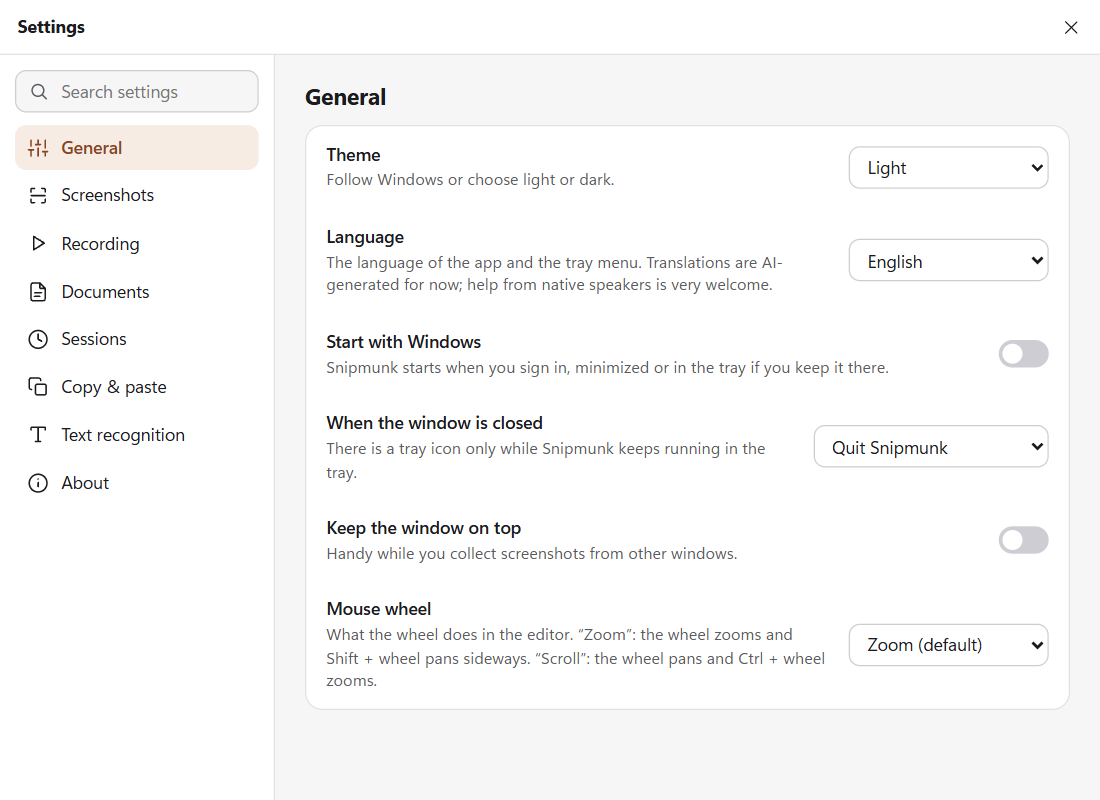 Settings
Search settings
General
Screenshots
Recording
Documents
Sessions
Copy & paste
Text recognition
About
General
Theme
Follow Windows or choose light or dark.
Light
Language
The language of the app and the tray menu. Translations are AI-
generated for now; help from native speakers is very welcome.
English
Start with Windows
Snipmunk starts when you sign in, minimized or in the tray if you keep it there.
When the window is closed
There is a tray icon only while Snipmunk keeps running in the
tray.
Quit Snipmunk
Keep the window on top
Handy while you collect screenshots from other windows.
Mouse wheel
What the wheel does in the editor. “Zoom”: the wheel zooms and
Shift + wheel pans sideways. “Scroll”: the wheel pans and Ctrl + wheel
zooms.
Zoom (default)